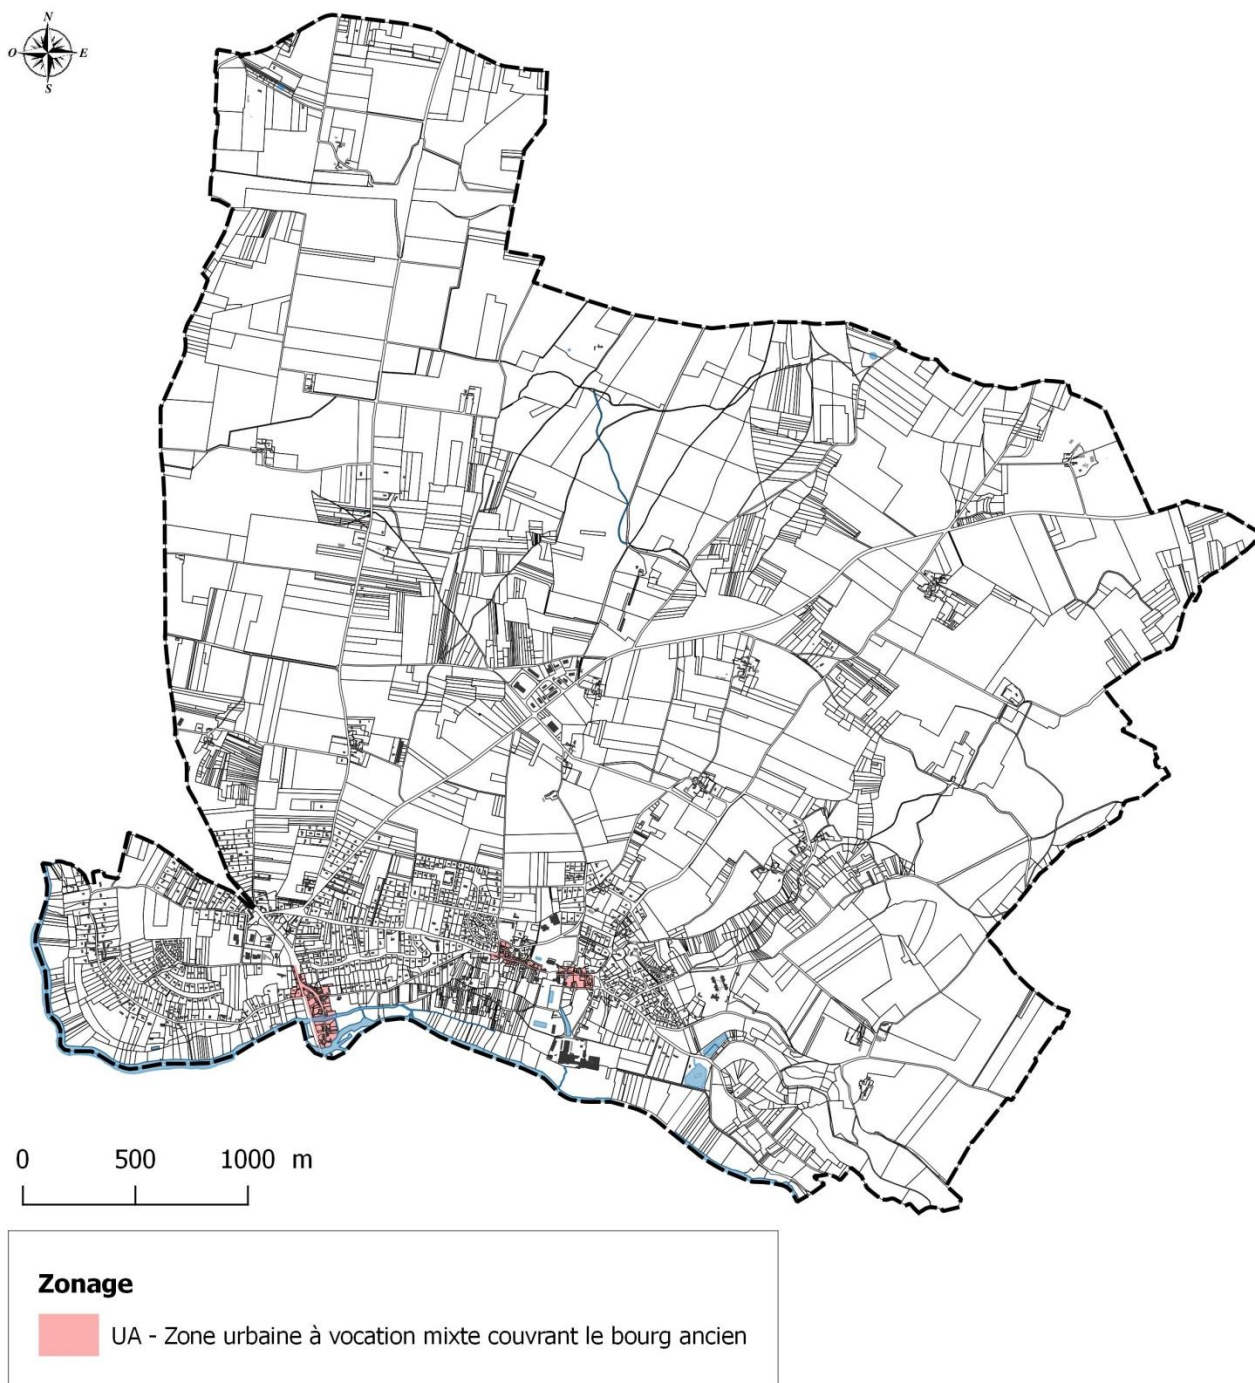 N
O E
S
0 500 1000 m
Zonage
UA - Zone urbaine à vocation mixte couvrant le bourg ancien